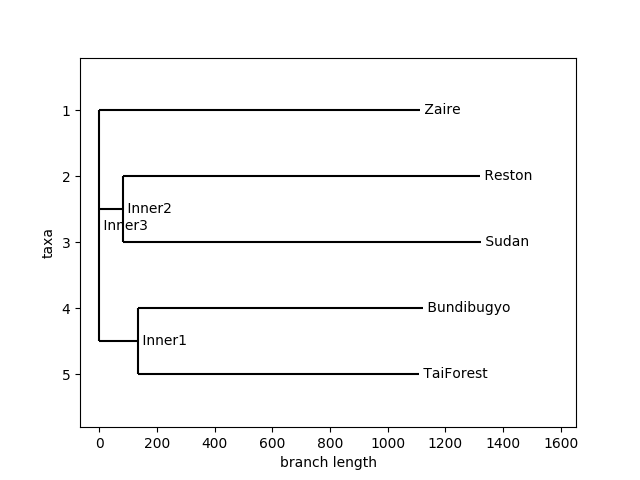 1
Zaire
2
Reston
Inner2
Inner3
3
Sudan
taxa
4
Bundibugyo
Inner1
5
TaiForest
0 200 400 600 800 1000 1200 1400 1600
branch length